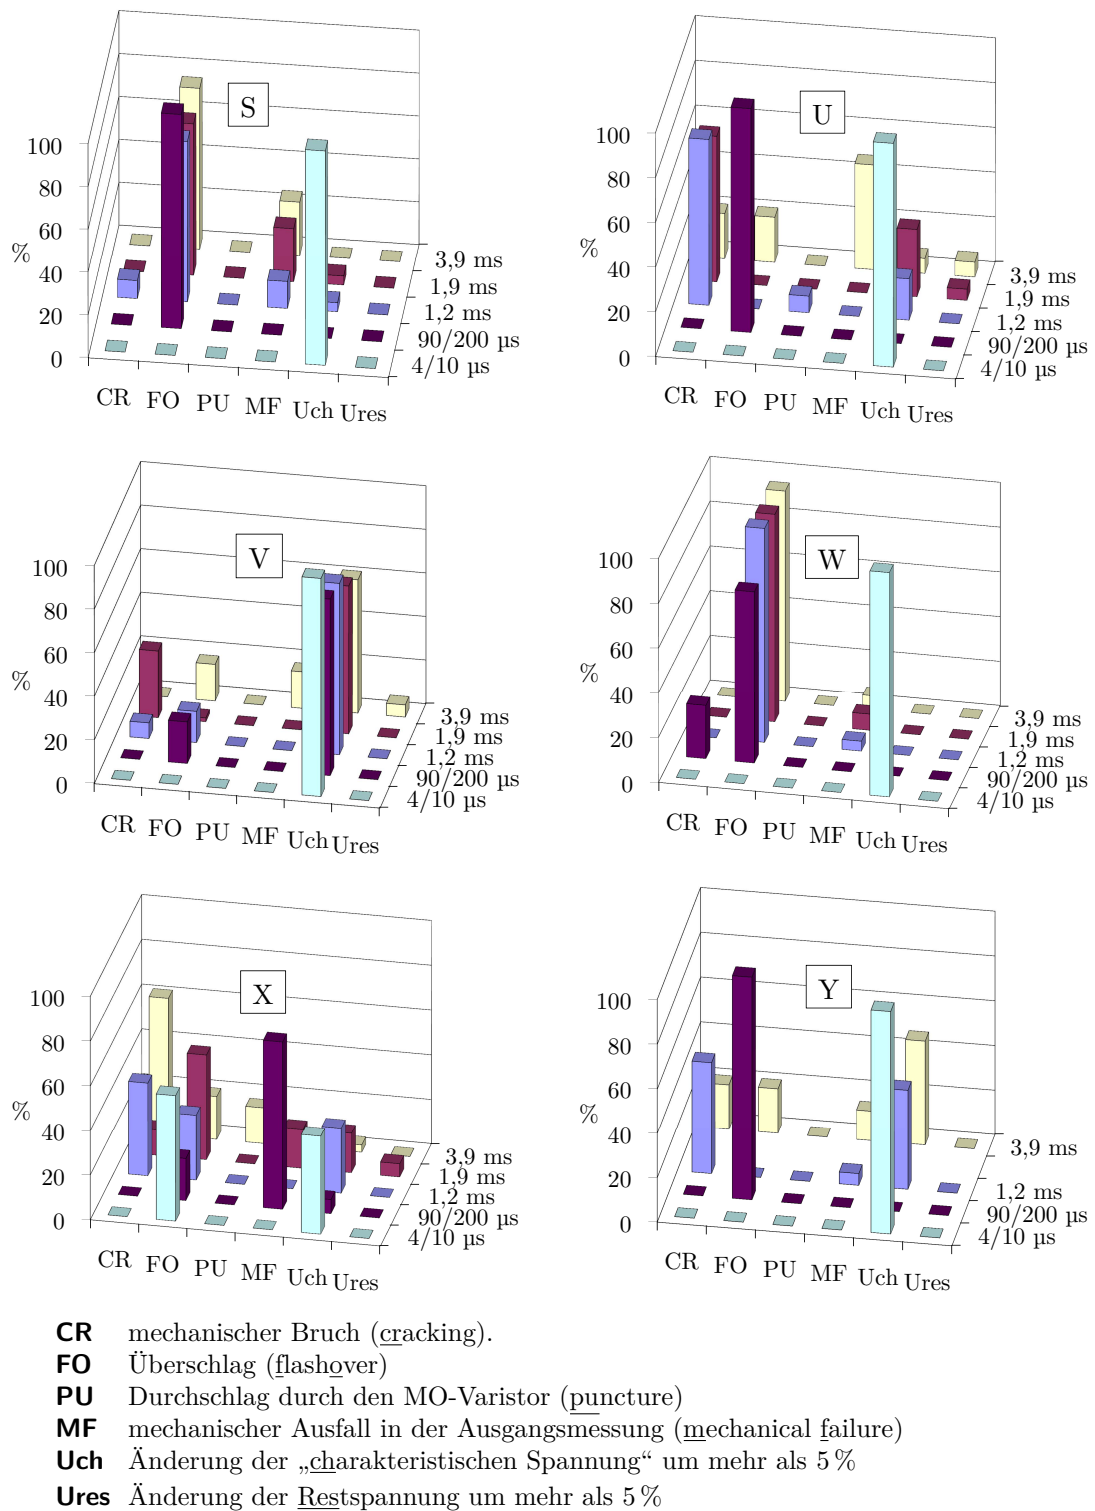 S
100
80
60
%
40
20
0
3,9 ms
1,9 ms
1,2 ms
90/200 µs
4/10 µs
CR FO PU MF Uch Ures
U
100
80
60
%
40
20
0
3,9 ms
1,9 ms
1,2 ms
90/200 µs
4/10 µs
CR FO PU MF Uch Ures
V
100
80
60
%
40
20
0
3,9 ms
1,9 ms
1,2 ms
90/200 µs
4/10 µs
CR FO PU MF Uch Ures
W
100
80
60
%
40
20
0
3,9 ms
1,9 ms
1,2 ms
90/200 µs
4/10 µs
CR FO PU MF Uch Ures
X
100
80
60
%
40
20
0
3,9 ms
1,9 ms
1,2 ms
90/200 µs
4/10 µs
CR FO PU MF Uch Ures
Y
100
80
60
%
40
20
0
3,9 ms
1,2 ms
90/200 µs
4/10 µs
CR FO PU MF Uch Ures
CR mechanischer Bruch (cracking).
FO Überschlag (flashover)
PU Durchschlag durch den MO-Varistor (puncture)
MF mechanischer Ausfall in der Ausgangsmessung (mechanical failure)
Uch Änderung der „charakteristischen Spannung“ um mehr als 5 %
Ures Änderung der Restspannung um mehr als 5 %